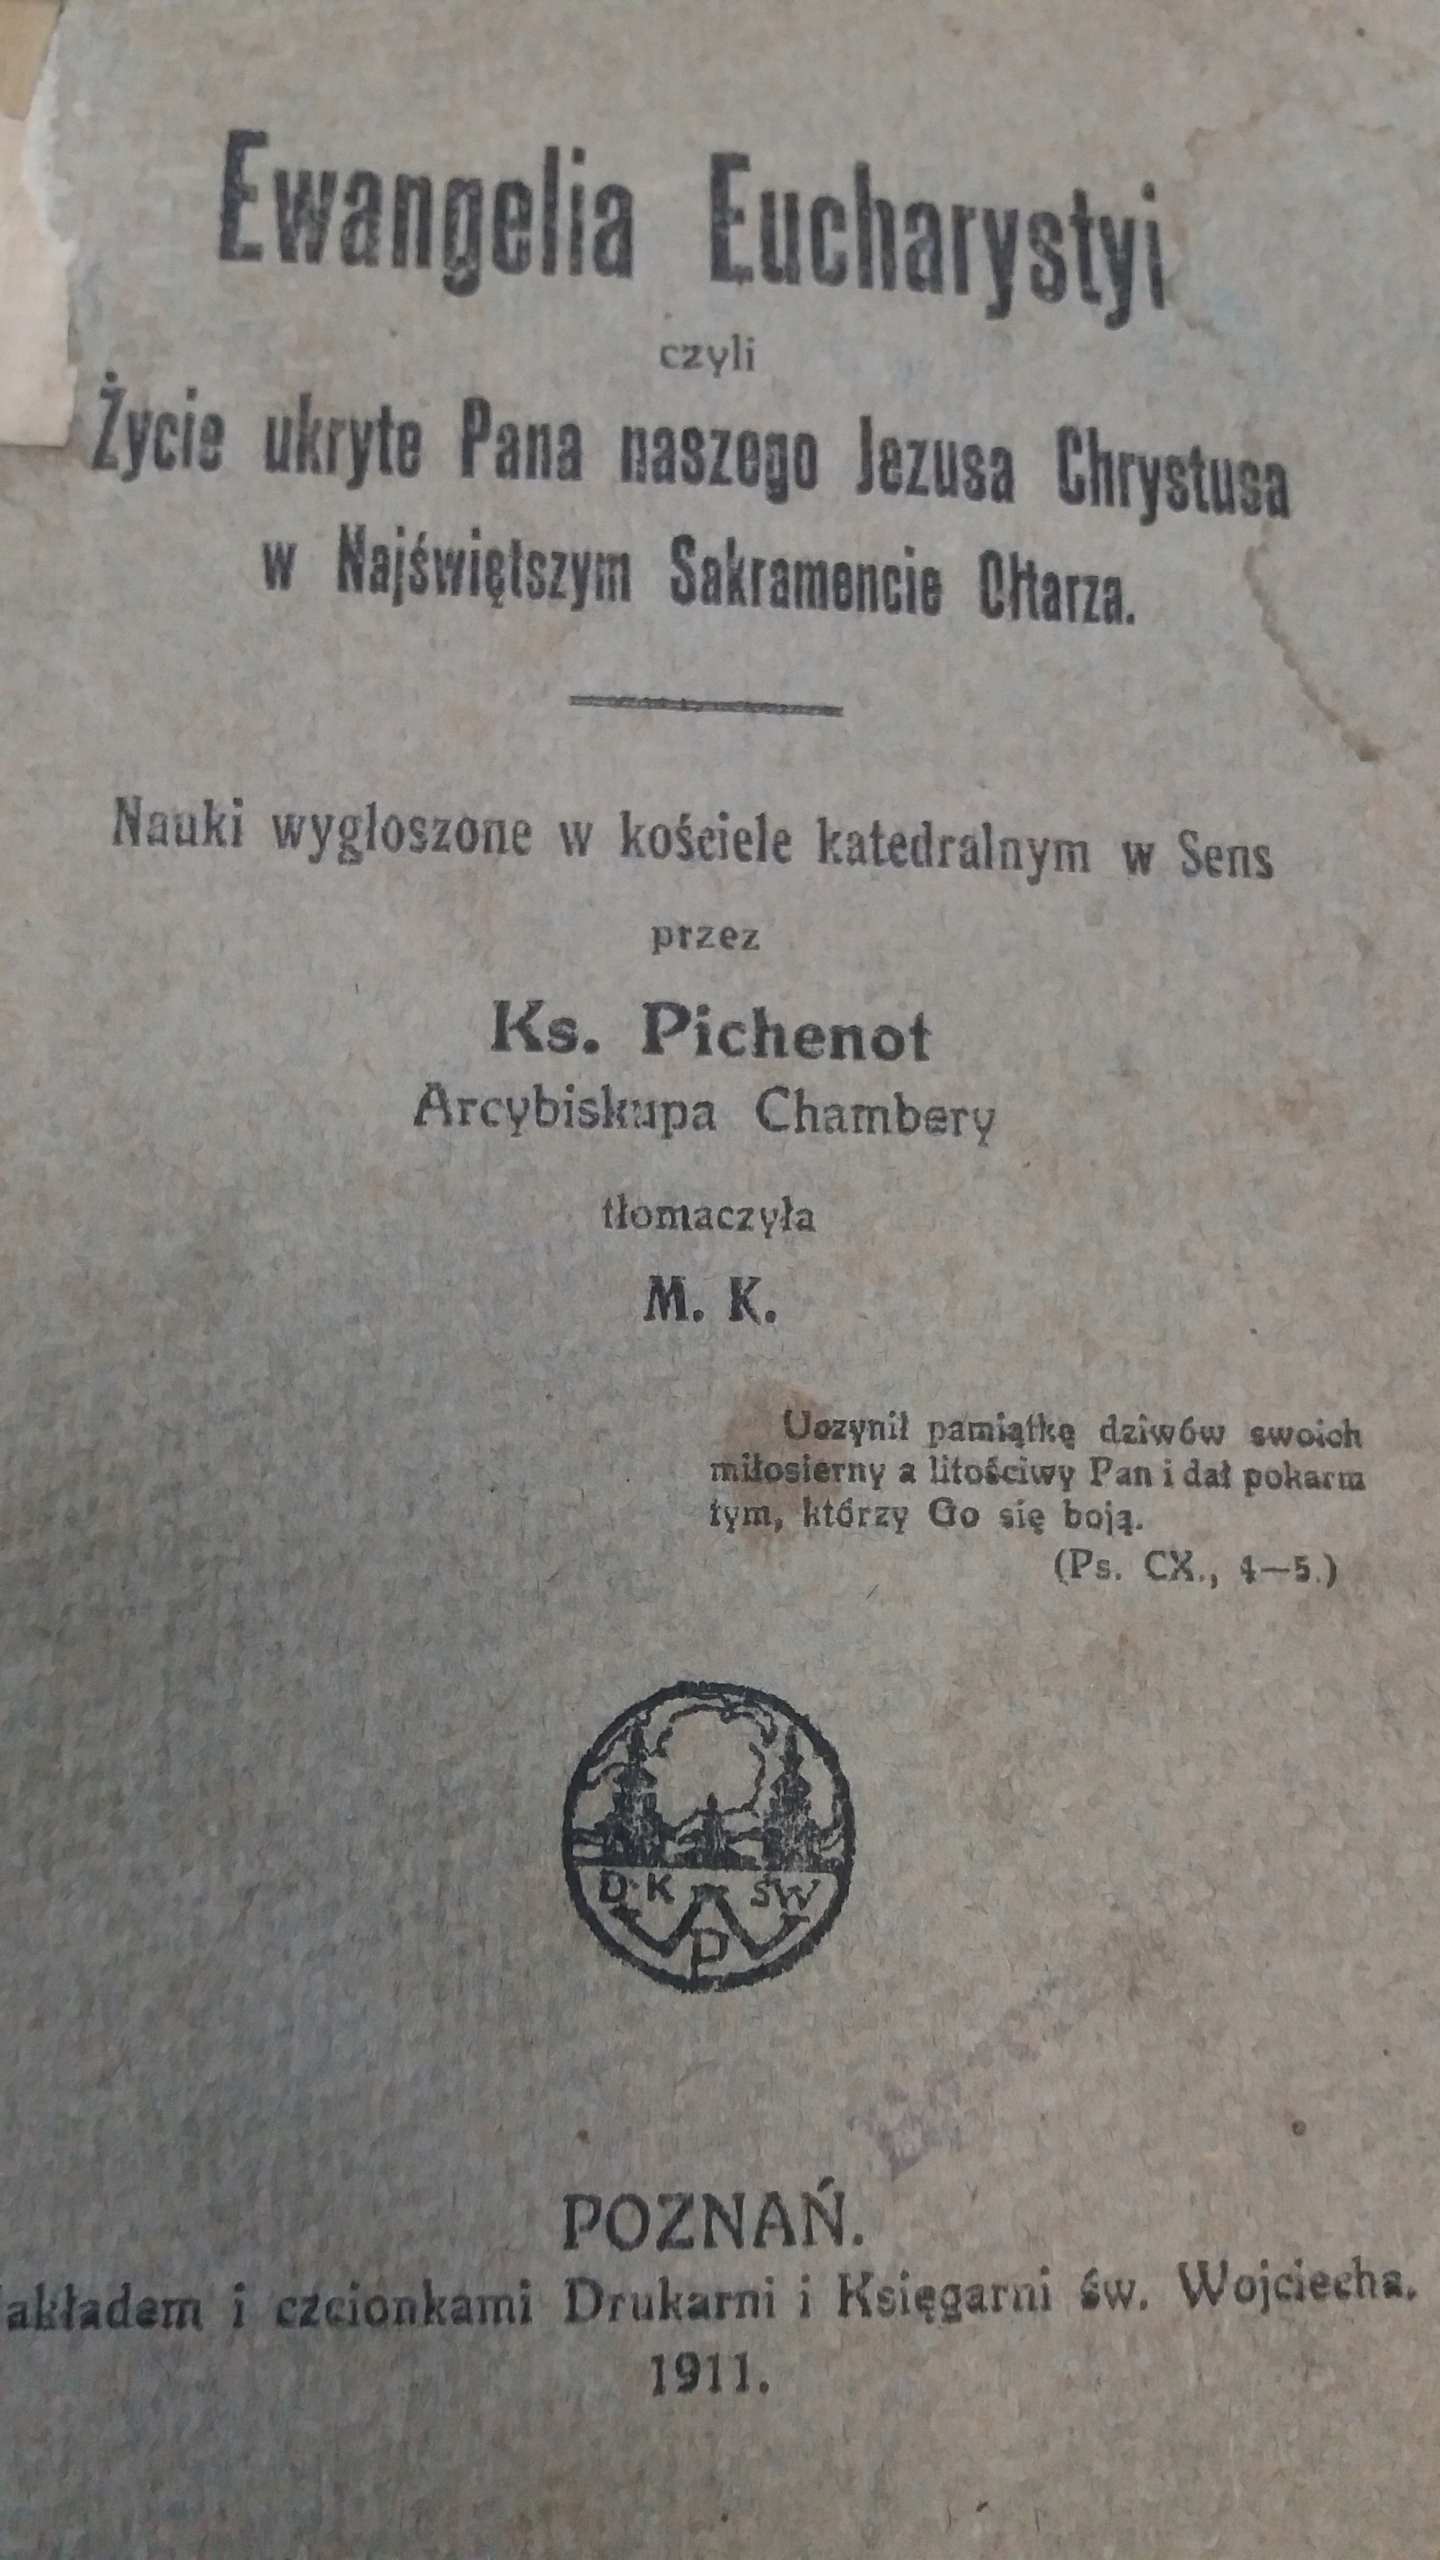 Ewangelia Eucharystyi
czyli
Życie ukryte Pana naszego Jezusa Chrystusa
w Najświętszym Sakramencie Ołtarza.
Nauki wygłoszone w kościele katedralnym w Sens
przez
Ks. Pichenot
Arcybiskupa Chambery
tłomaczyła
M. K.
Uczynił pamiątkę dziwów swoich
miłosierny a litościwy Pan i dał pokarm
tym, którzy Go się boją.
(Ps. CX., 4—5.)
D K ŚW
W
P
POZNAŃ.
akładem i czcionkami Drukarni i Księgarni św. Wojciecha.
1911.